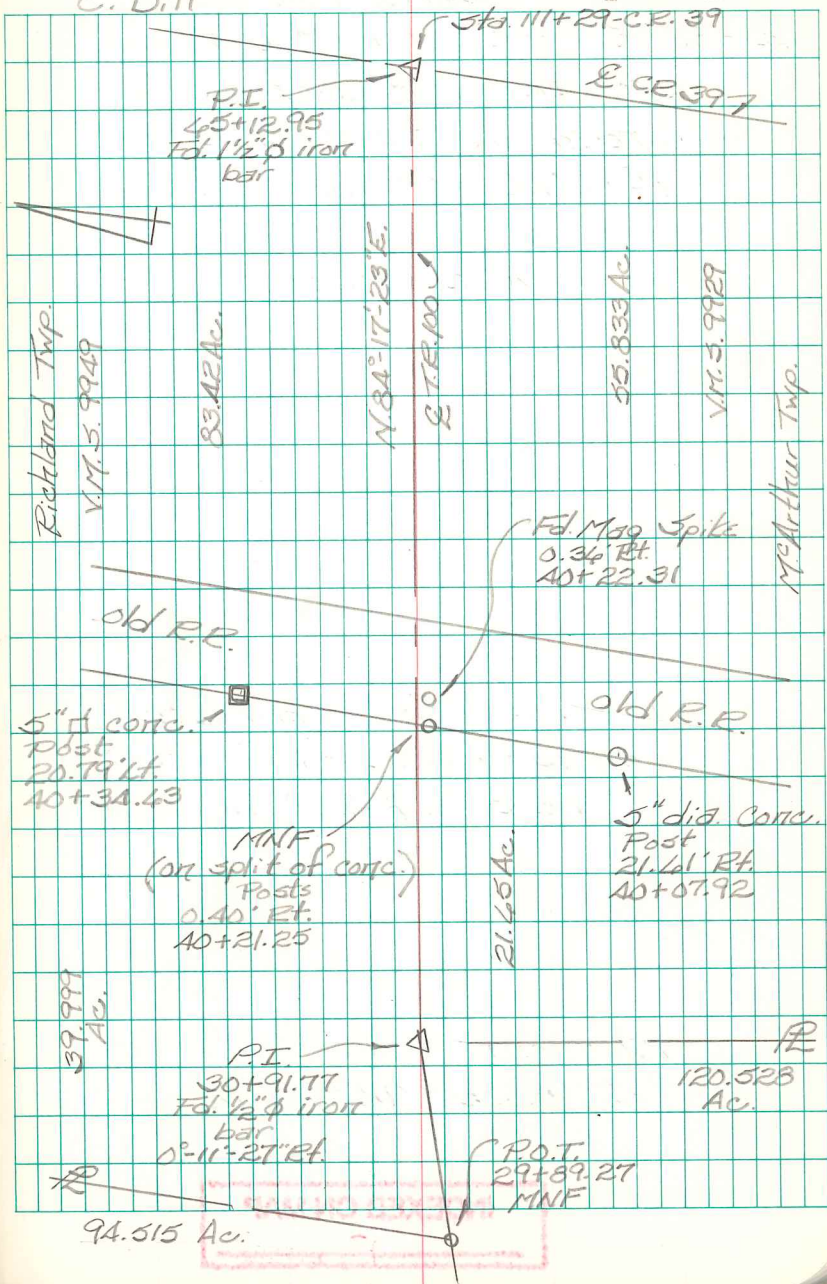 Sta. 111+29-C.R. 39
℄ C.R. 39
P.I.
65+12.95
Fd. 1½"ϕ iron
bar
Richland Twp.
V.M.S. 9949
83.42 Ac.
N.84°-17'-23"E.
℄ T.R. 100
55.833 Ac.
V.M.S. 9929
McArthur Twp.
Fd. Mag Spike
0.36' Rt.
40+22.31
Old R.R.
Old R.R.
5"□ conc.
Post
20.79' Lt.
40+34.63
MNF
(on split of conc.)
Posts
0.40' Rt.
40+21.25
5" dia. Conc.
Post
21.61' Rt.
40+07.92
21.65 Ac.
39.999
Ac.
P.I.
30+91.77
Fd. ½"ϕ iron
bar
0°-11'-27" Rt.
℄
120.528
Ac.
P.O.T.
29+89.27
MNF
℄
94.515 Ac.